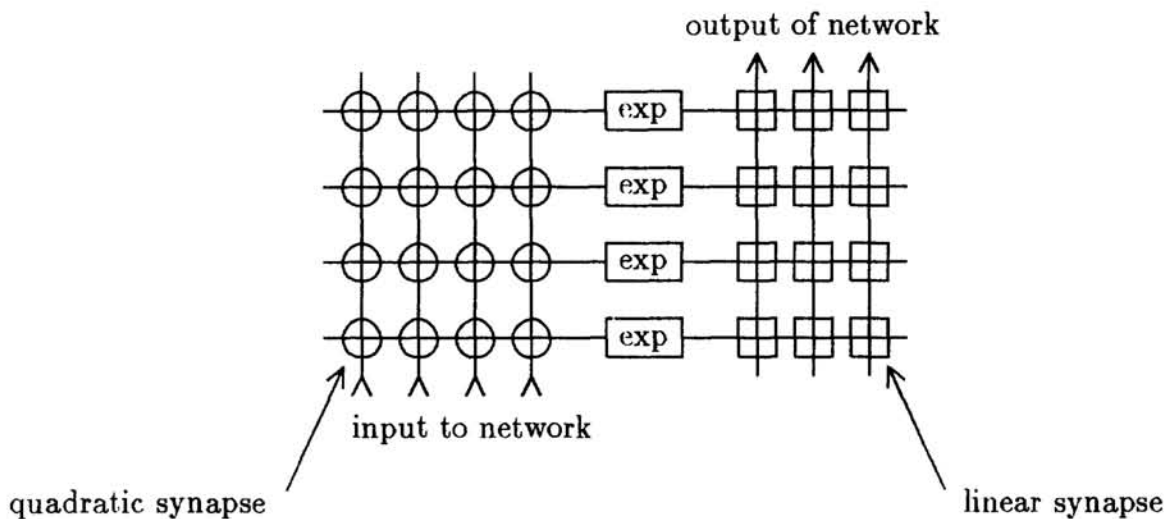 output of network
exp
exp
exp
exp
input to network
quadratic synapse
linear synapse